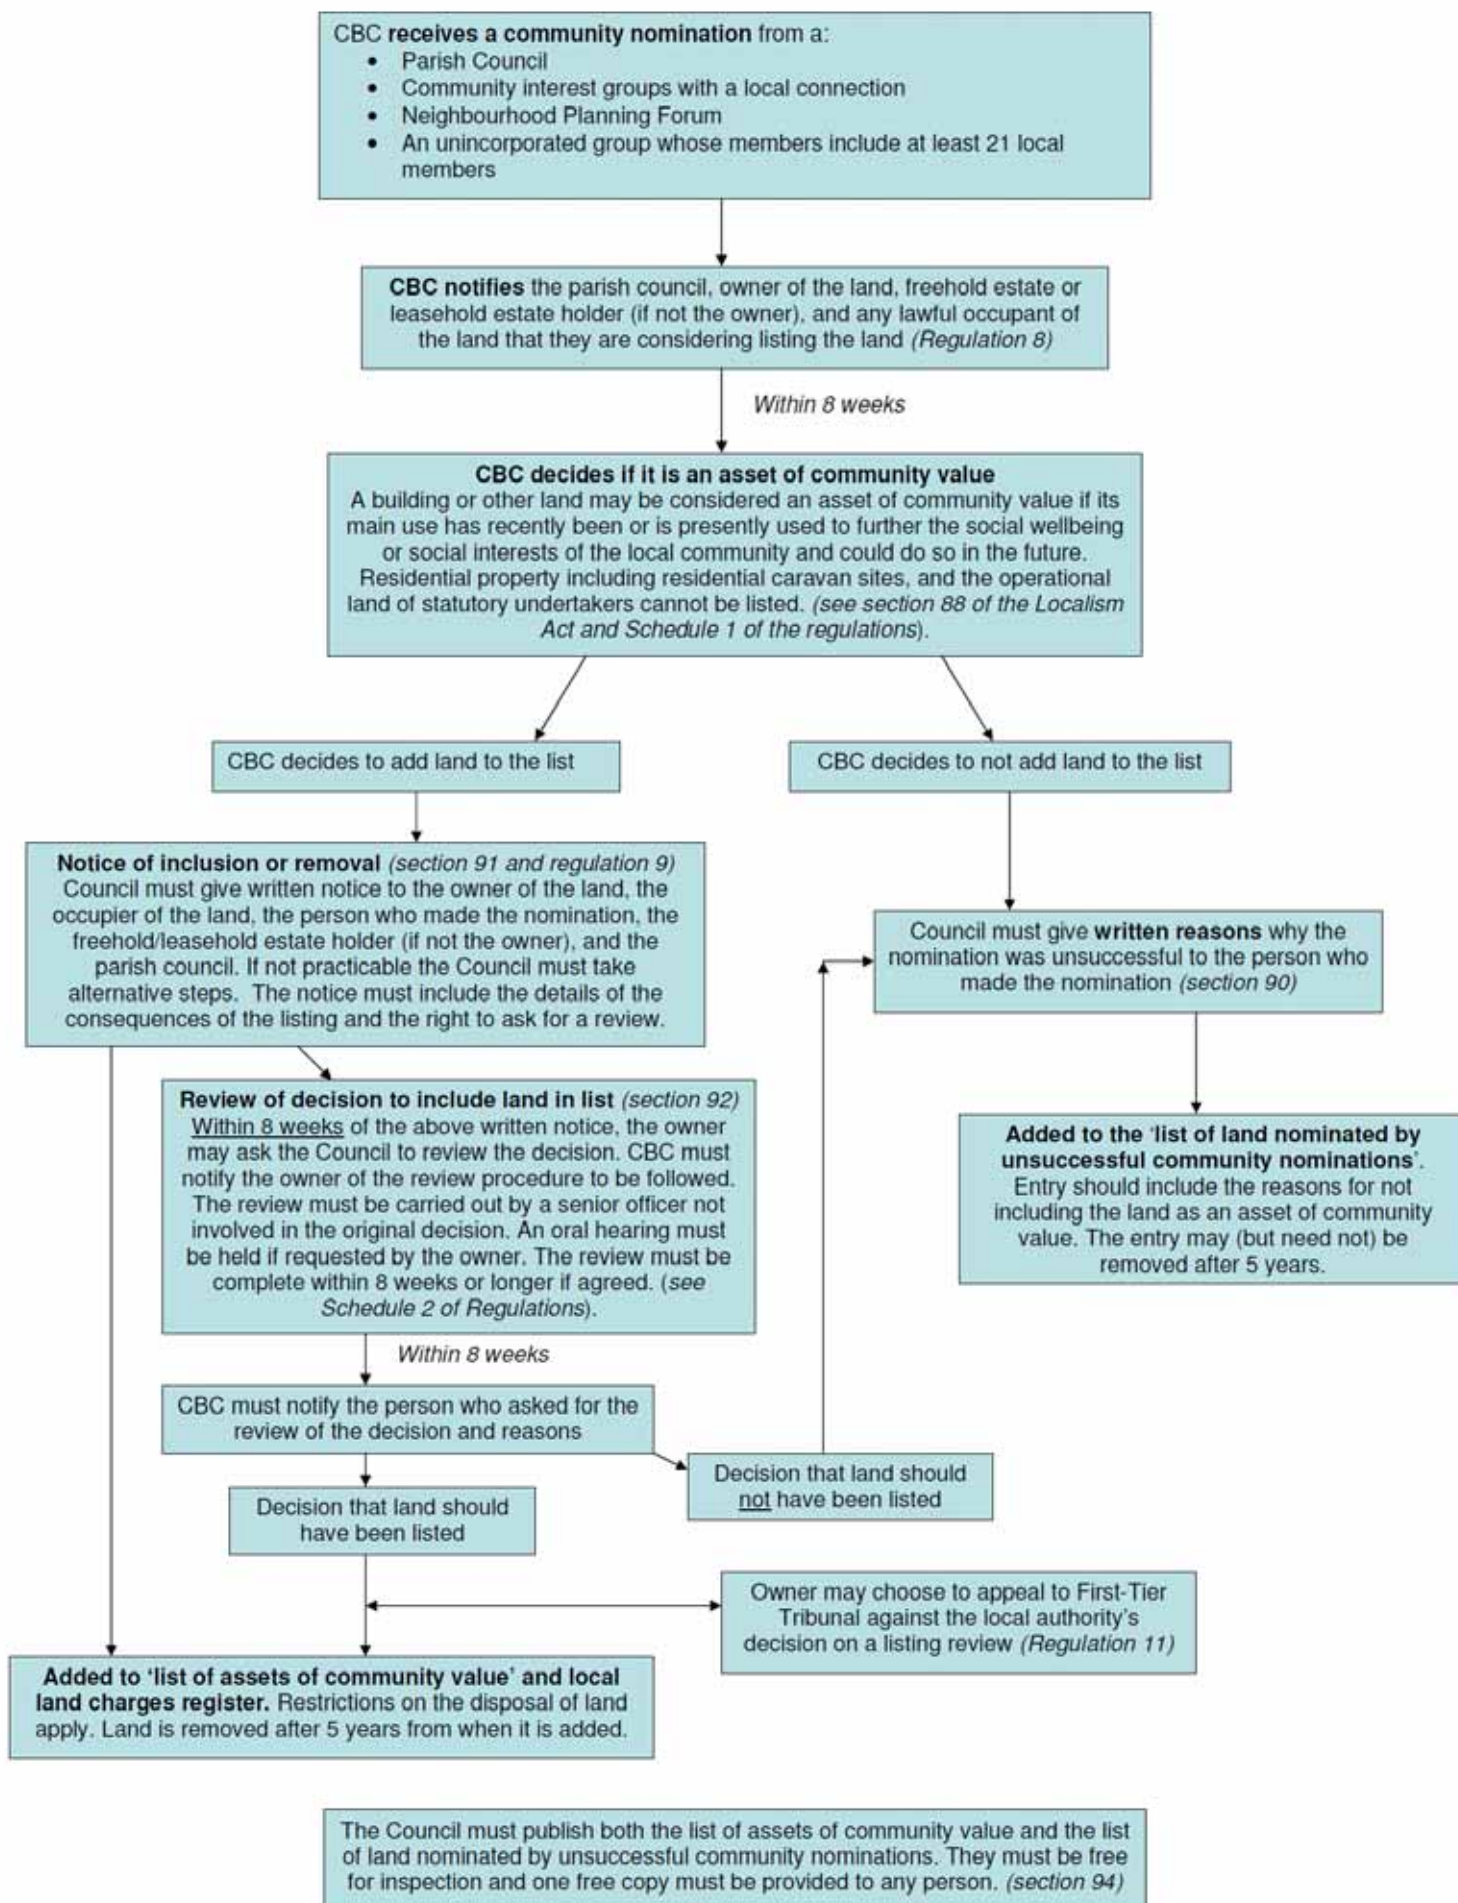 CBC receives a community nomination from a:
• Parish Council
• Community interest groups with a local connection
• Neighbourhood Planning Forum
• An unincorporated group whose members include at least 21 local
members
CBC notifies the parish council, owner of the land, freehold estate or
leasehold estate holder (if not the owner), and any lawful occupant of
the land that they are considering listing the land (Regulation 8)
Within 8 weeks
CBC decides if it is an asset of community value
A building or other land may be considered an asset of community value if its
main use has recently been or is presently used to further the social wellbeing
or social interests of the local community and could do so in the future.
Residential property including residential caravan sites, and the operational
land of statutory undertakers cannot be listed. (see section 88 of the Localism
Act and Schedule 1 of the regulations).
CBC decides to add land to the list
CBC decides to not add land to the list
Notice of inclusion or removal (section 91 and regulation 9)
Council must give written notice to the owner of the land, the
occupier of the land, the person who made the nomination, the
freehold/leasehold estate holder (if not the owner), and the
parish council. If not practicable the Council must take
alternative steps. The notice must include the details of the
consequences of the listing and the right to ask for a review.
Council must give written reasons why the
nomination was unsuccessful to the person who
made the nomination (section 90)
Review of decision to include land in list (section 92)
Within 8 weeks of the above written notice, the owner
may ask the Council to review the decision. CBC must
notify the owner of the review procedure to be followed.
The review must be carried out by a senior officer not
involved in the original decision. An oral hearing must
be held if requested by the owner. The review must be
complete within 8 weeks or longer if agreed. (see
Schedule 2 of Regulations).
Added to the 'list of land nominated by
unsuccessful community nominations'.
Entry should include the reasons for not
including the land as an asset of community
value. The entry may (but need not) be
removed after 5 years.
Within 8 weeks
CBC must notify the person who asked for the
review of the decision and reasons
Decision that land should
not have been listed
Decision that land should
have been listed
Owner may choose to appeal to First-Tier
Tribunal against the local authority's
decision on a listing review (Regulation 11)
Added to 'list of assets of community value' and local
land charges register. Restrictions on the disposal of land
apply. Land is removed after 5 years from when it is added.
The Council must publish both the list of assets of community value and the list
of land nominated by unsuccessful community nominations. They must be free
for inspection and one free copy must be provided to any person. (section 94)